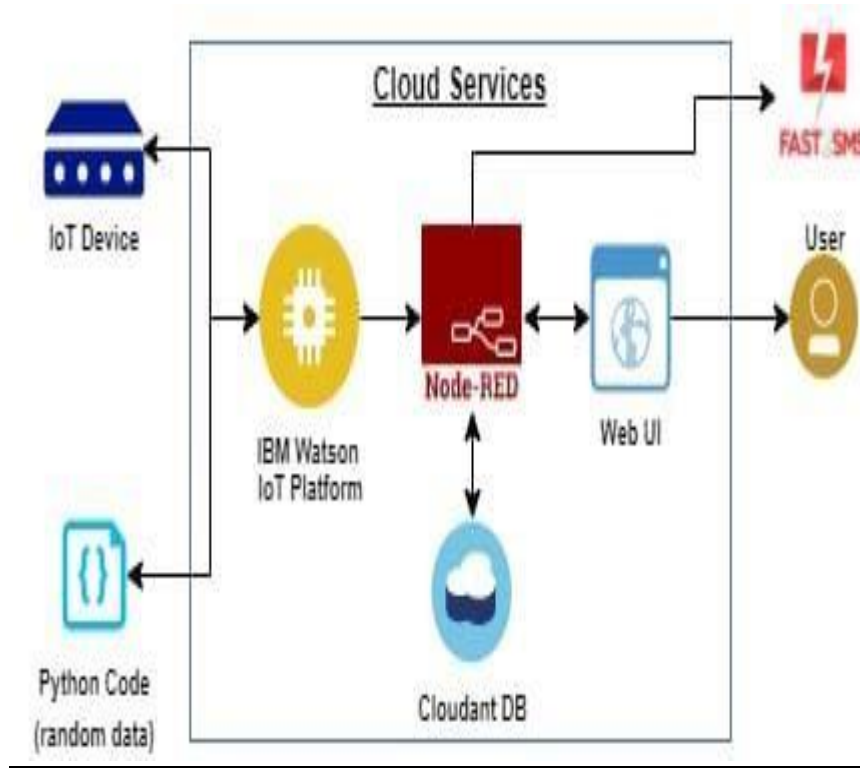 Cloud Services
FAST SMS
IoT Device
User
Node-RED
Web UI
IBM Watson
IoT Platform
Python Code
(random data)
Cloudant DB